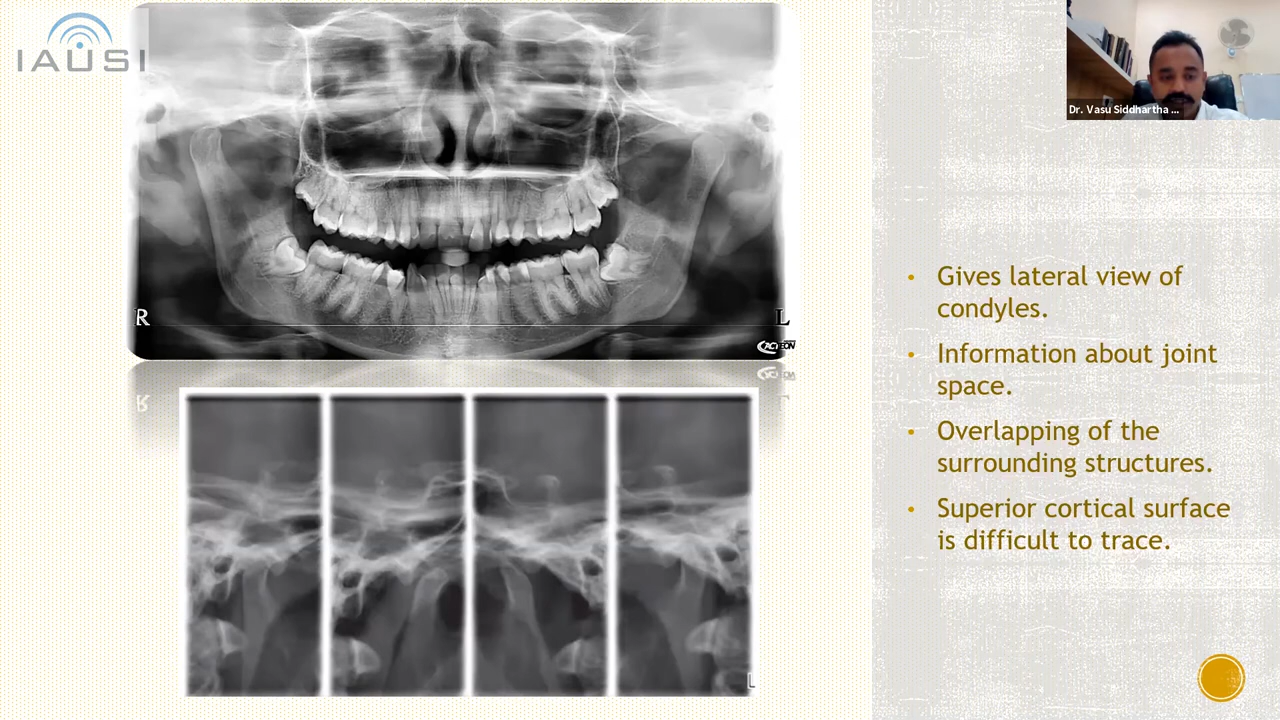 IAUSI
Dr. Vasu Siddhartha ...
R
L
ACTEON
Gives lateral view of
condyles.
Information about joint
space.
Overlapping of the
surrounding structures.
Superior cortical surface
is difficult to trace.
L